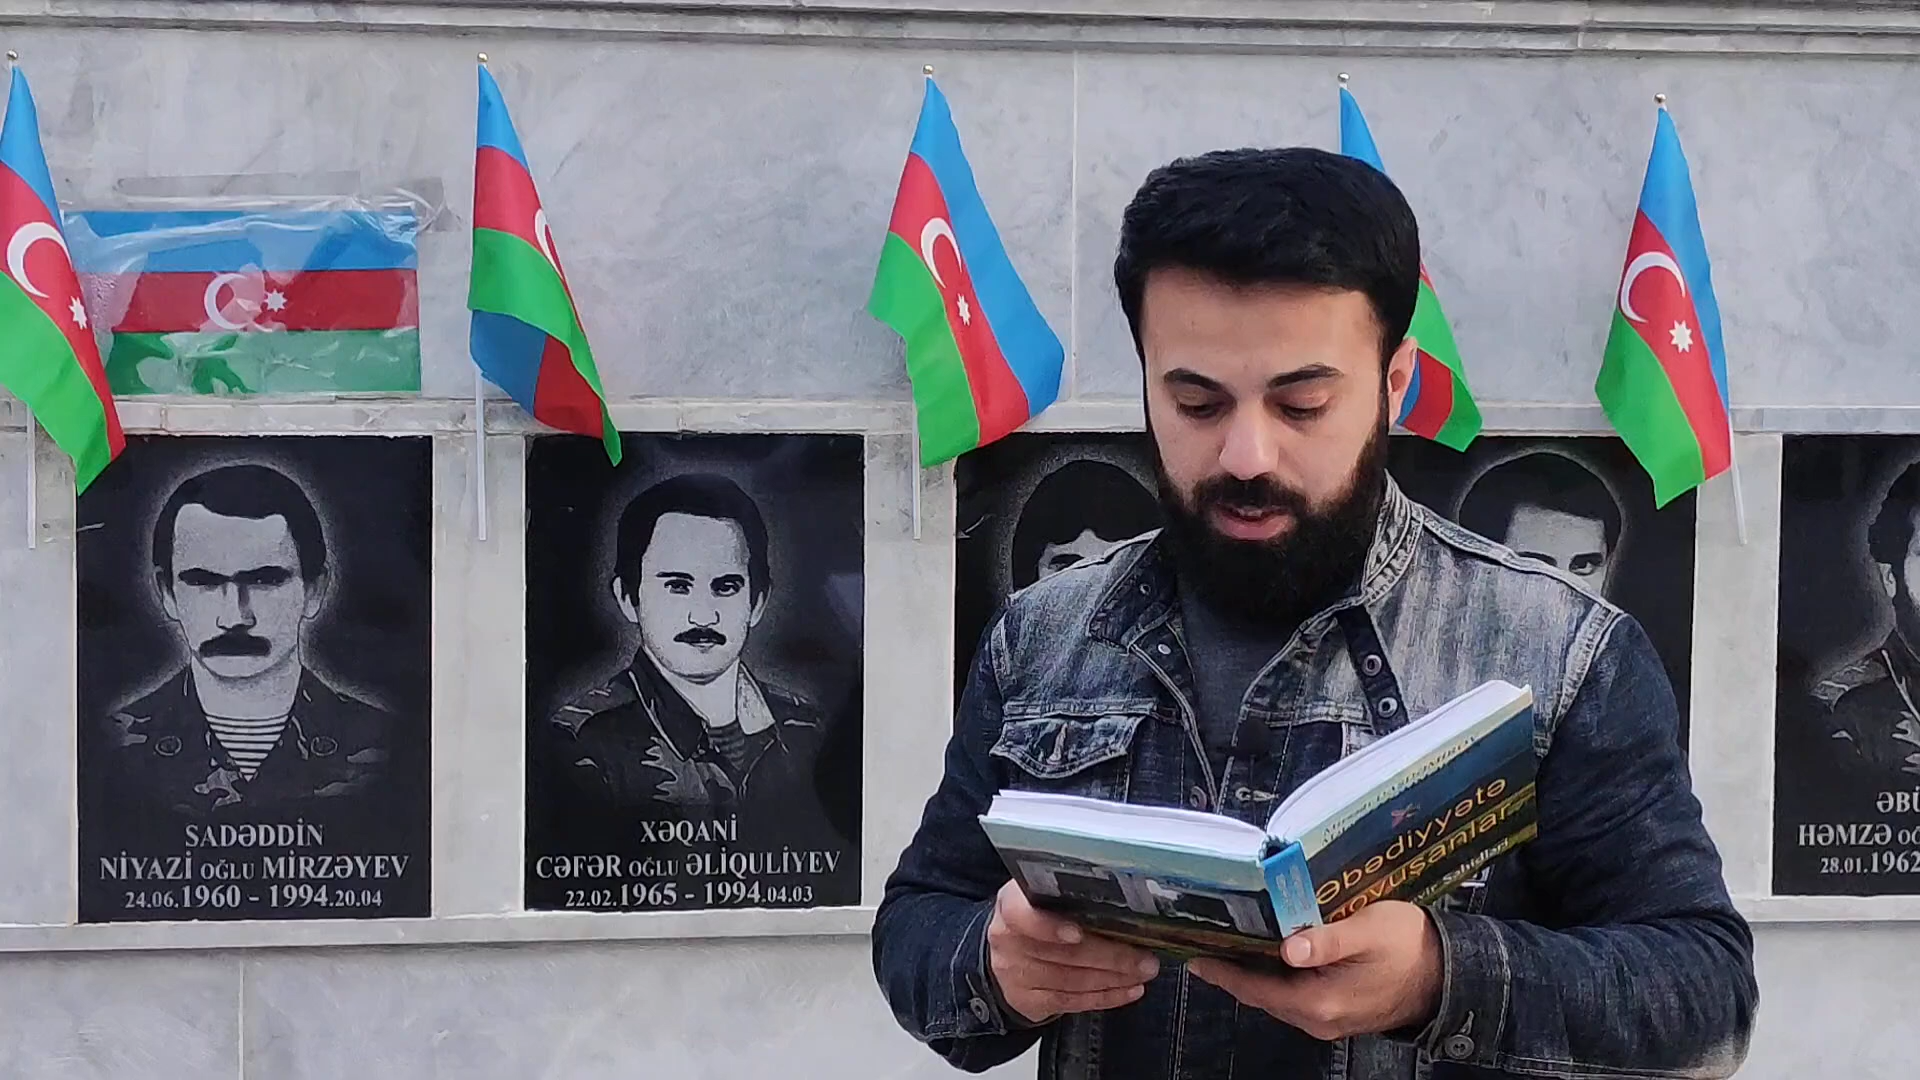 SADƏDDİN
NİYAZİ OĞLU MİRZƏYEV
24.06.1960 - 1994.20.04
XƏQANİ
CƏFƏR OĞLU ƏLİQULİYEV
22.02.1965 - 1994.04.03
HƏMZƏ
28.01.1962
Əbədiyyətə
qovuşanlar
Şəhidləri